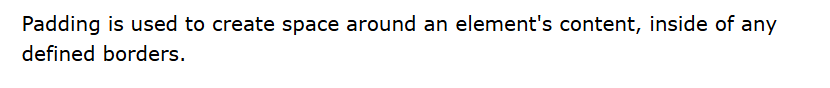 Padding is used to create space around an element's content, inside of any
defined borders.